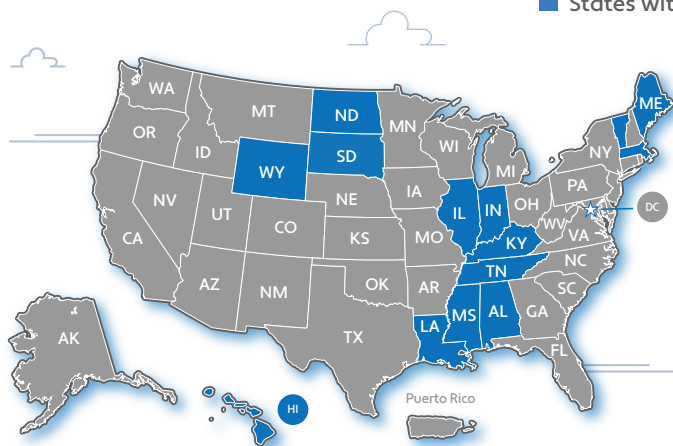 States wit
WA
MT
ND
MN
ME
OR
ID
WY
SD
WI
MI
NY
NV
UT
CO
NE
IA
IL
IN
OH
PA
DC
CA
KS
MO
KY
WV
VA
AZ
NM
OK
AR
TN
NC
SC
TX
LA
MS
AL
GA
FL
AK
HI
Puerto Rico